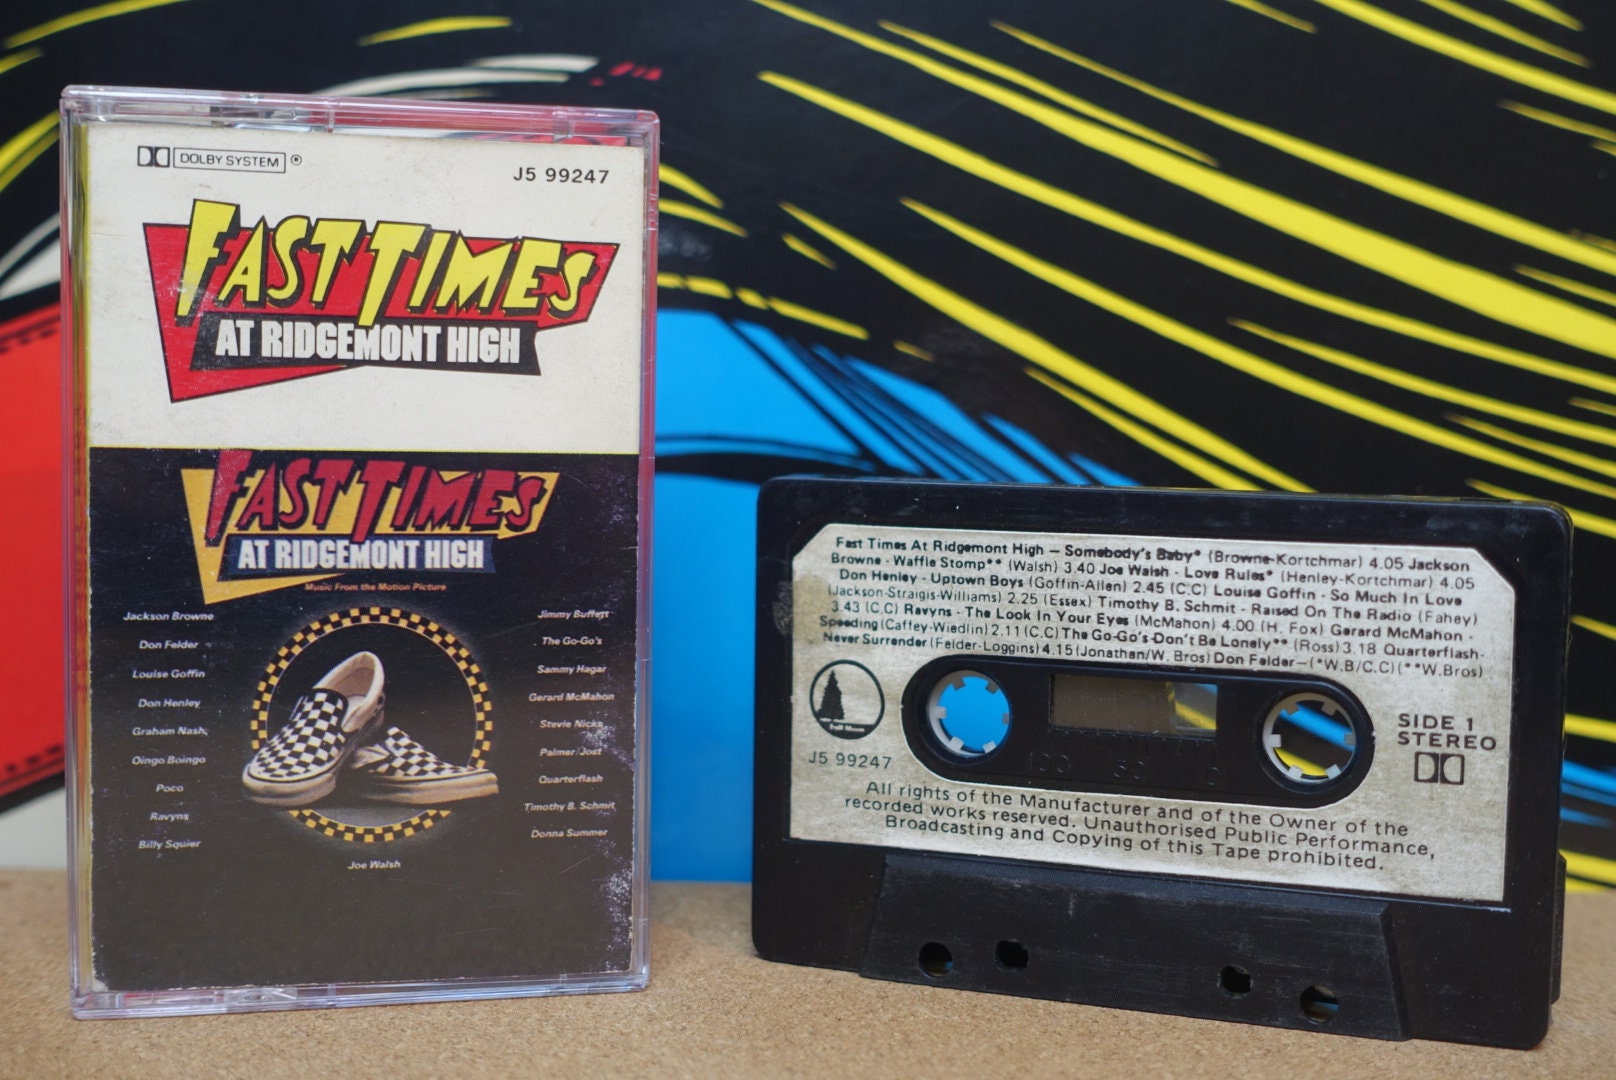 DOLBY SYSTEM ®
J5 99247
FAST TIMES
AT RIDGEMONT HIGH
FAST TIMES
AT RIDGEMONT HIGH
Music From the Motion Picture
Jackson Browne
Don Felder
Louise Goffin
Don Henley
Graham Nash
Oingo Boingo
Poco
Ravyns
Billy Squier
Jimmy Buffett
The Go-Go's
Sammy Hagar
Gerard McMahon
Stevie Nicks
Palmer/Jost
Quarterflash
Timothy B. Schmit
Donna Summer
Joe Walsh
Fast Times At Ridgemont High – Somebody's Baby* (Browne-Kortchmar) 4.05 Jackson
Browne - Waffle Stomp** (Walsh) 3.40 Joe Walsh - Love Rules* (Henley-Kortchmar) 4.05
Don Henley - Uptown Boys (Goffin-Allen) 2.45 (C.C) Louise Goffin - So Much In Love
(Jackson-Straigis-Williams) 2.25 (Essex) Timothy B. Schmit - Raised On The Radio (Fahey)
3.43 (C.C) Ravyns - The Look In Your Eyes (McMahon) 4.00 (H. Fox) Gerard McMahon -
Speeding (Caffey-Wiedlin) 2.11 (C.C) The Go-Go's-Don't Be Lonely** (Ross) 3.18 Quarterflash-
Never Surrender (Felder-Loggins) 4.15 (Jonathan/W. Bros) Don Felder–(*W.B/C.C)(**W.Bros)
Full Moon
J5 99247
SIDE 1
STEREO
100 50 0
All rights of the Manufacturer and of the Owner of the
recorded works reserved. Unauthorised Public Performance,
Broadcasting and Copying of this Tape prohibited.